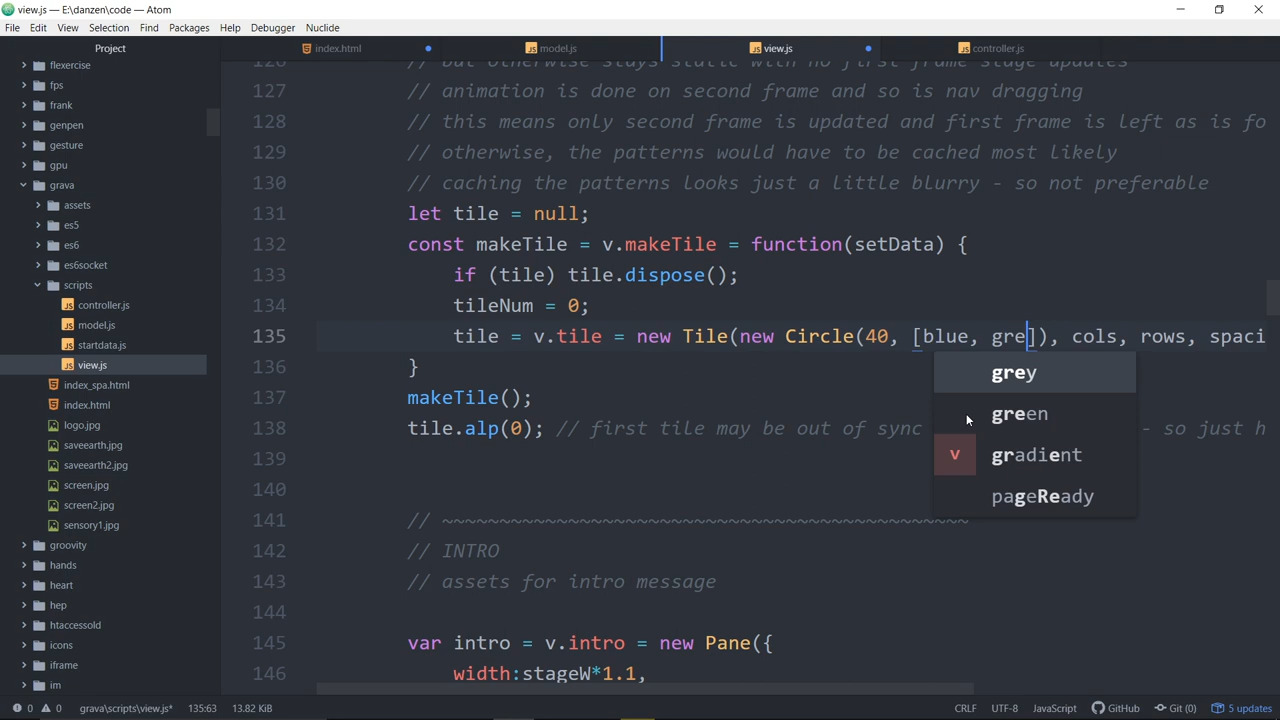 view.js — E:\danzen\code — Atom
File Edit View Selection Find Packages Help Debugger Nuclide
Project
index.html
model.js
view.js
controller.js
flexercise
fps
frank
genpen
gesture
gpu
grava
assets
es5
es6
es6socket
scripts
controller.js
model.js
startdata.js
view.js
index_spa.html
index.html
logo.jpg
saveearth.jpg
saveearth2.jpg
screen.jpg
screen2.jpg
sensory1.jpg
groovity
hands
heart
hep
htaccessold
icons
iframe
im
126 // but otherwise stays static with no first frame stage updates
127 // animation is done on second frame and so is nav dragging
128 // this means only second frame is updated and first frame is left as is fo
129 // otherwise, the patterns would have to be cached most likely
130 // caching the patterns looks just a little blurry - so not preferable
131 let tile = null;
132 const makeTile = v.makeTile = function(setData) {
133 if (tile) tile.dispose();
134 tileNum = 0;
135 tile = v.tile = new Tile(new Circle(40, [blue, gre]), cols, rows, spaci
136 }
137 makeTile();
138 tile.alp(0); // first tile may be out of sync - so just h
139
140
141 // ~~~~~~~~~~~~~~~~~~~~~~~~~~~~~~~~~~~~~~~~~~~~~~
142 // INTRO
143 // assets for intro message
144
145 var intro = v.intro = new Pane({
146 width:stageW*1.1,
grey
green
v gradient
pageReady
0 0 grava\scripts\view.js* 135:63 13.82 KiB CRLF UTF-8 JavaScript GitHub Git (0) 5 updates